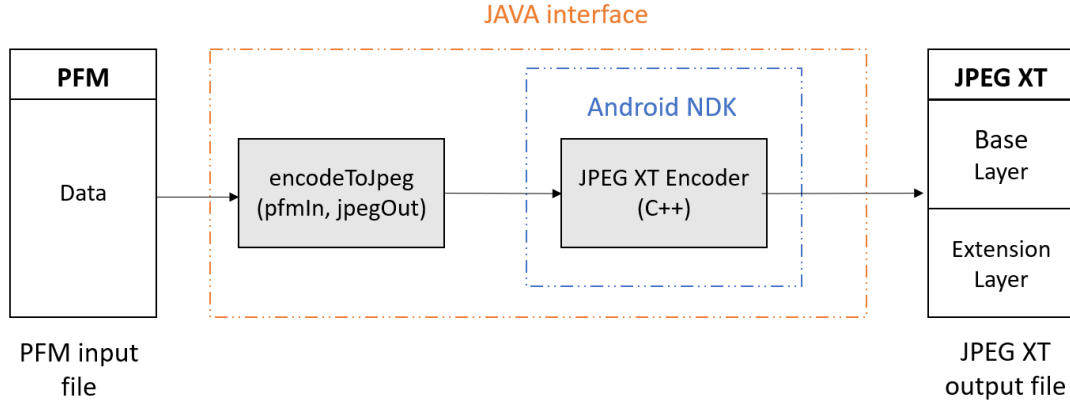 JAVA interface
PFM
Data
PFM input
file
encodeToJpeg
(pfmIn, jpegOut)
Android NDK
JPEG XT Encoder
(C++)
JPEG XT
Base
Layer
Extension
Layer
JPEG XT
output file